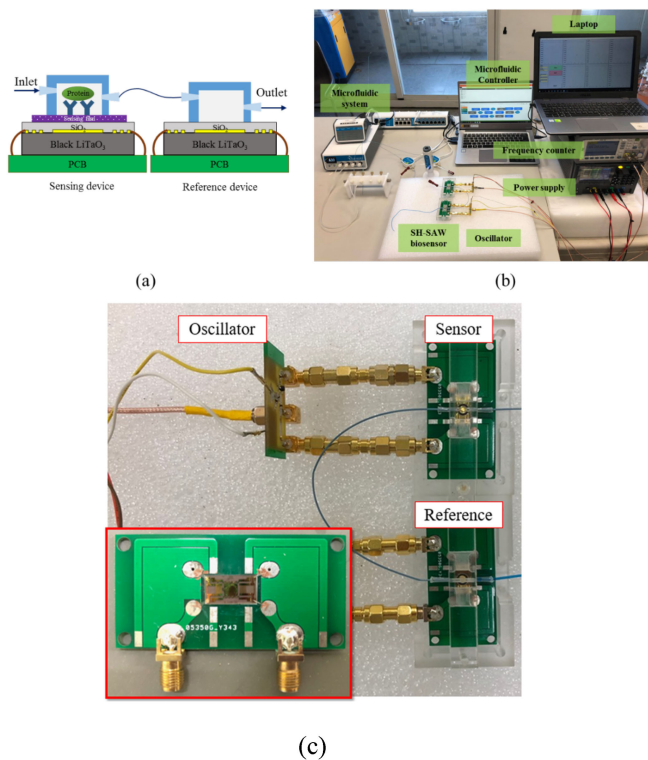 Inlet
Protein
Outlet
Sensing film
SiO₂
SiO₂
Black LiTaO₃
Black LiTaO₃
PCB
PCB
Sensing device
Reference device
(a)
Laptop
Microfluidic
Controller
Microfluidic
system
Frequency counter
Power supply
SH-SAW
biosensor
Oscillator
(b)
Oscillator
Sensor
Reference
05350G_Y343
(c)